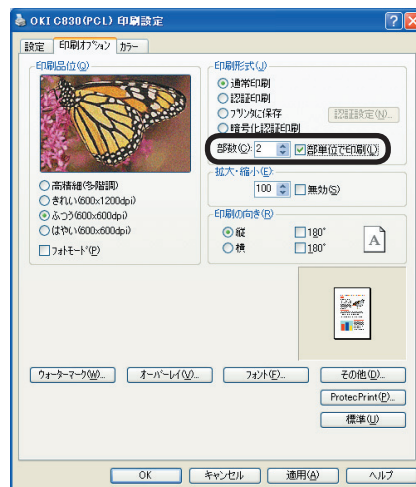 OKI C830(PCL) 印刷設定
設定 印刷オプション カラー
印刷品位(Q)
高精細(多階調)
きれい(600x1200dpi)
ふつう(600x600dpi)
はやい(600x600dpi)
フォトモード(P)
印刷形式(J)
通常印刷
認証印刷
プリンタに保存
認証設定(N)...
暗号化認証印刷
部数(C): 2 部単位で印刷(L)
拡大・縮小(E):
100 無効(S)
印刷の向き(R)
縦 180°
横 180°
A
ウォーターマーク(W)... オーバーレイ(V)... フォント(F)... その他(D)...
ProtecPrint(P)...
標準(U)
OK キャンセル 適用(A) ヘルプ